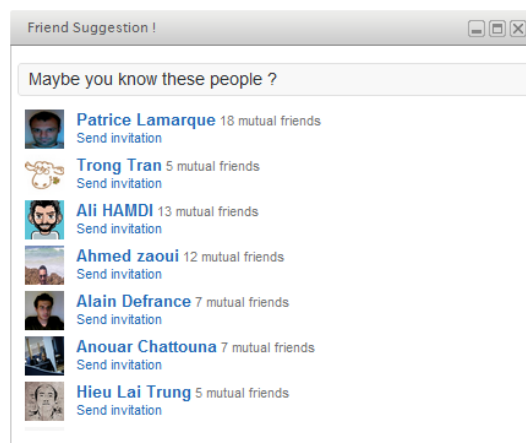 Friend Suggestion !
Maybe you know these people ?
Patrice Lamarque 18 mutual friends
Send invitation
Trong Tran 5 mutual friends
Send invitation
Ali HAMDI 13 mutual friends
Send invitation
Ahmed zaoui 12 mutual friends
Send invitation
Alain Defrance 7 mutual friends
Send invitation
Anouar Chattouna 7 mutual friends
Send invitation
Hieu Lai Trung 5 mutual friends
Send invitation